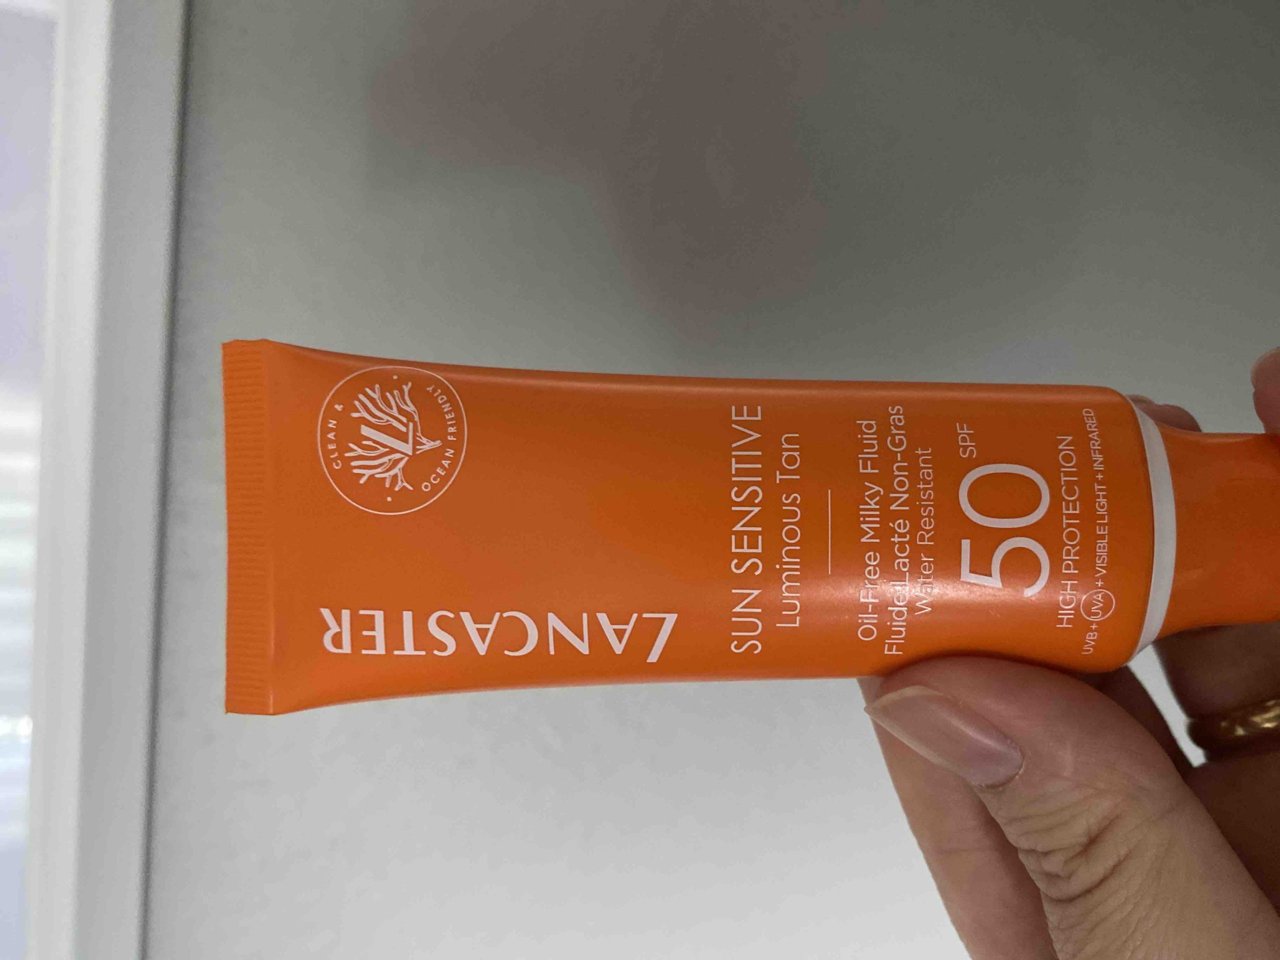 CLEAN &
OCEAN FRIENDLY
LANCASTER
SUN SENSITIVE
Luminous Tan
Oil-Free Milky Fluid
Fluide Lacté Non-Gras
Water Resistant
50 SPF
HIGH PROTECTION
UVB+UVA+VISIBLE LIGHT+INFRARED